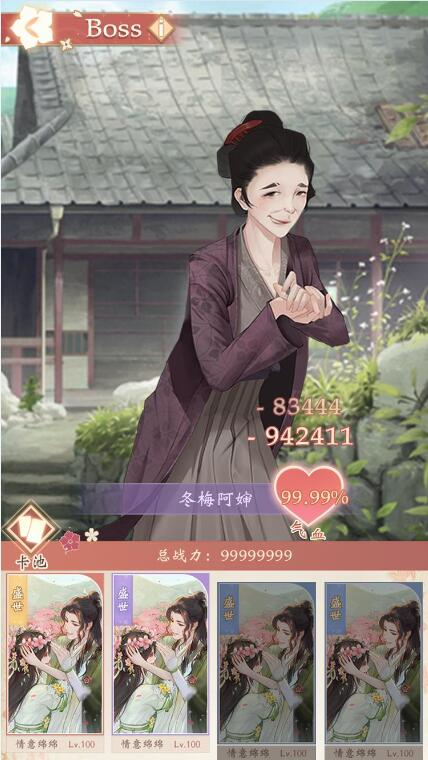 Boss
- 83444
- 942411
冬梅阿婶
99.99%
气血
卡池
总战力：99999999
盛世
盛世
盛世
盛世
情意绵绵 Lv.100
情意绵绵 Lv.100
情意绵绵 Lv.100
情意绵绵 Lv.100